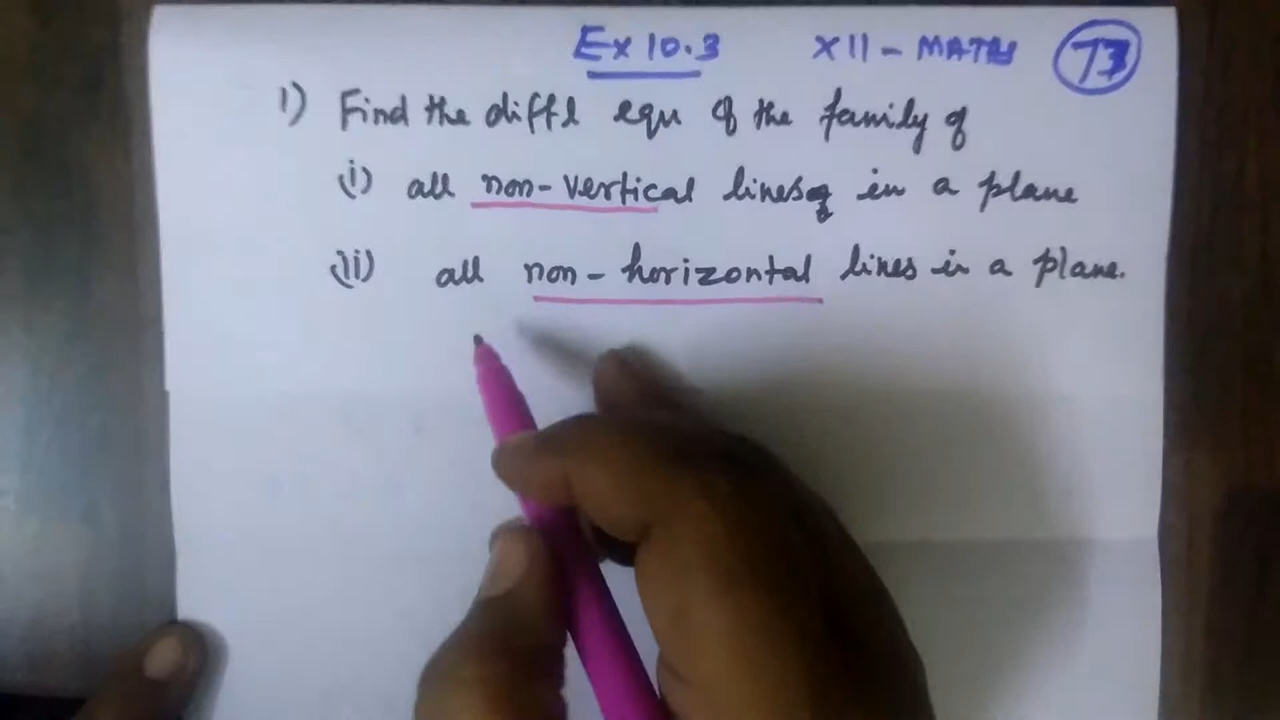 Ex 10.3 XII - MATHS 73
1) Find the diffl equ of the family of
(i) all non-vertical lines in a plane
(ii) all non-horizontal lines in a plane.